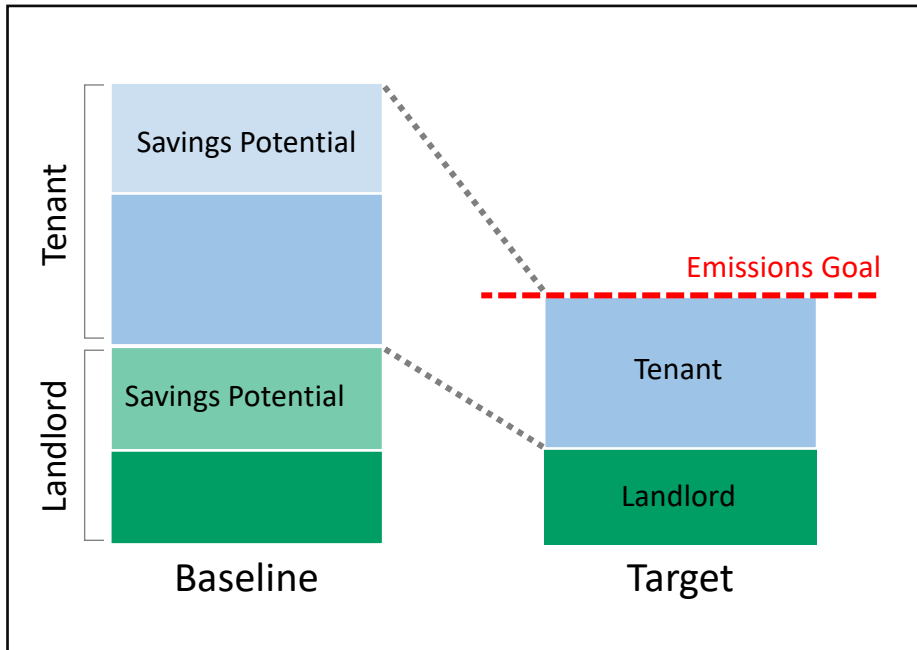 Tenant
Savings Potential
Landlord
Savings Potential
Baseline
Emissions Goal
Tenant
Landlord
Target